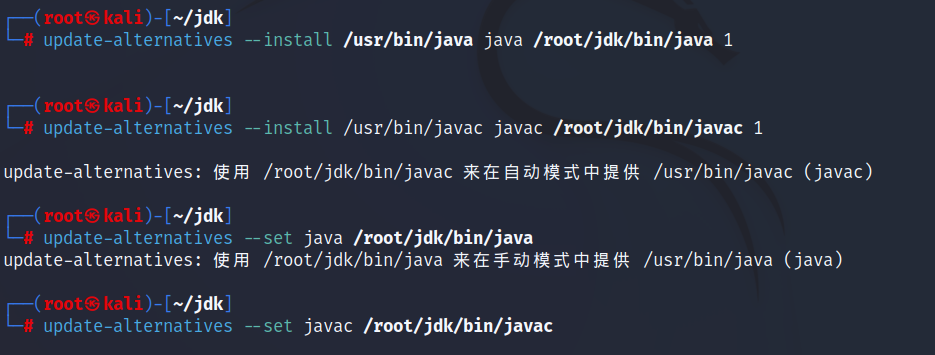 ┌──(root㉿kali)-[~/jdk]
└─# update-alternatives --install /usr/bin/java java /root/jdk/bin/java 1
┌──(root㉿kali)-[~/jdk]
└─# update-alternatives --install /usr/bin/javac javac /root/jdk/bin/javac 1
update-alternatives: 使用 /root/jdk/bin/javac 来在自动模式中提供 /usr/bin/javac (javac)
┌──(root㉿kali)-[~/jdk]
└─# update-alternatives --set java /root/jdk/bin/java
update-alternatives: 使用 /root/jdk/bin/java 来在手动模式中提供 /usr/bin/java (java)
┌──(root㉿kali)-[~/jdk]
└─# update-alternatives --set javac /root/jdk/bin/javac